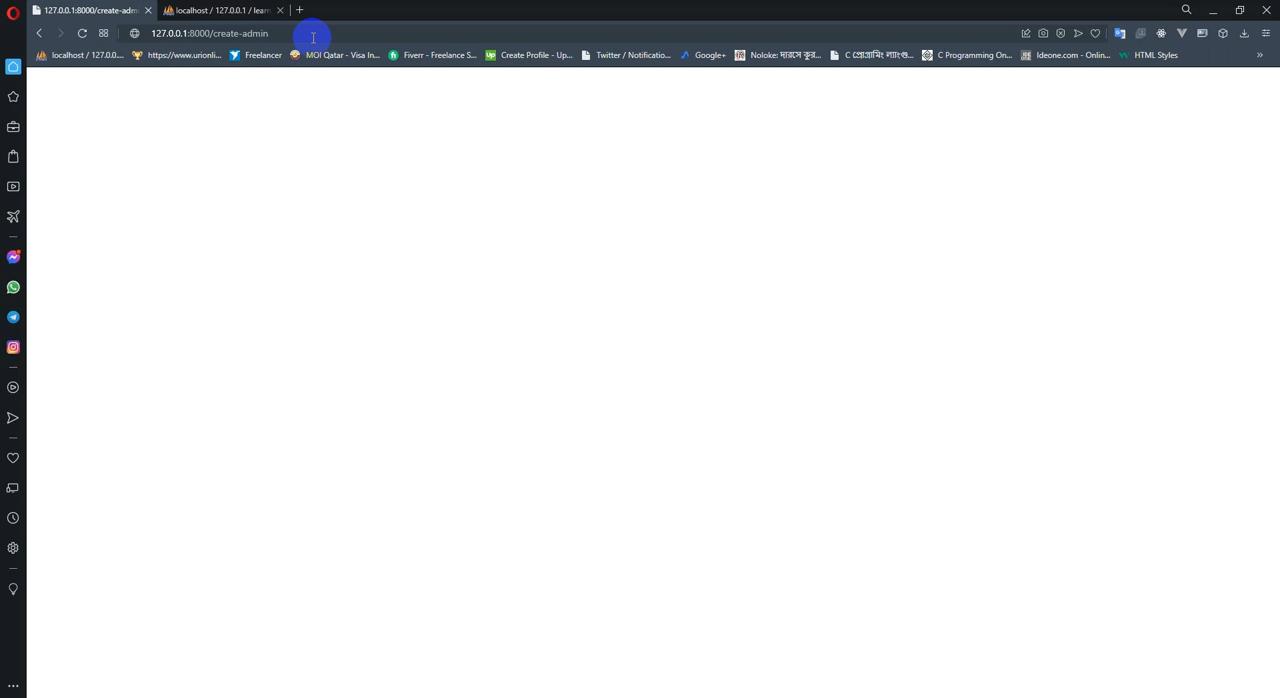 127.0.0.1:8000/create-adm localhost / 127.0.0.1 / lear
127.0.0.1:8000/create-admin
localhost / 127.0.0.... https://www.urionli... Freelancer MOI Qatar - Visa In... Fiverr - Freelance S... Up Create Profile - Up... Twitter / Notificatio... Google+ Noloke: দারসে কুর... C প্রোগ্রামিং ল্যাংগু... C Programming On... Ideone.com - Onlin... HTML Styles »